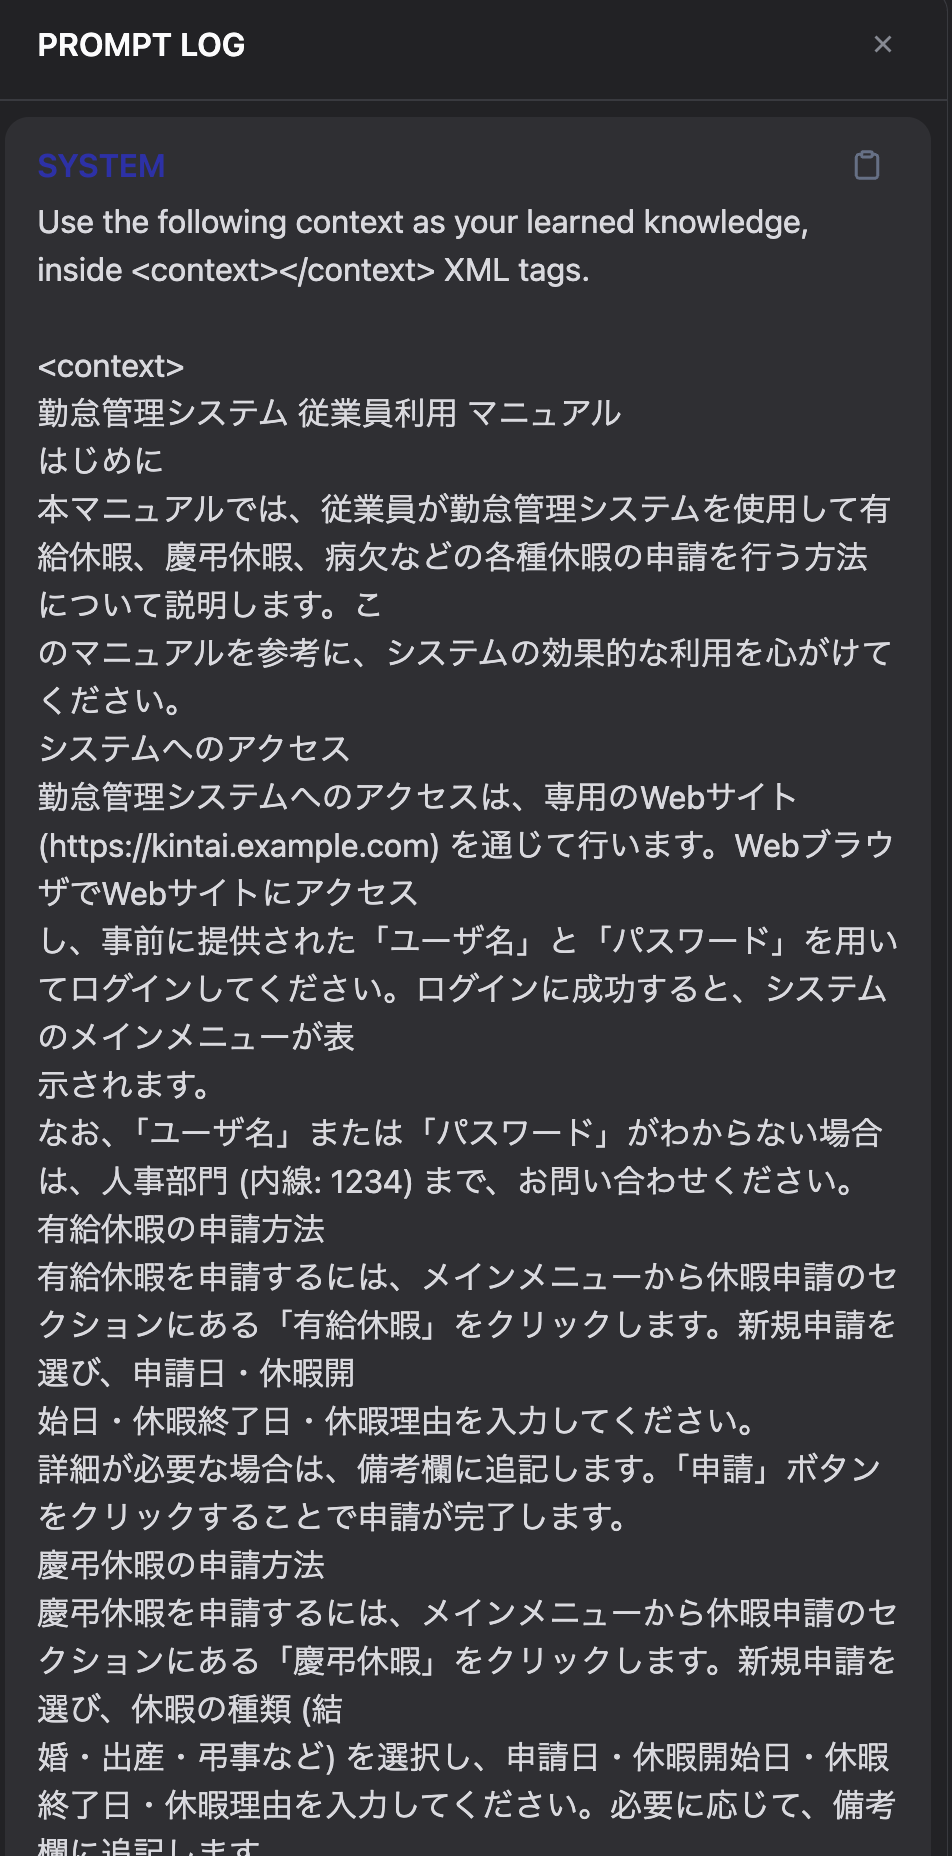 PROMPT LOG
SYSTEM
Use the following context as your learned knowledge,
inside <context></context> XML tags.
<context>
勤怠管理システム 従業員利用 マニュアル
はじめに
本マニュアルでは、従業員が勤怠管理システムを使用して有
給休暇、慶弔休暇、病欠などの各種休暇の申請を行う方法
について説明します。こ
のマニュアルを参考に、システムの効果的な利用を心がけて
ください。
システムへのアクセス
勤怠管理システムへのアクセスは、専用のWebサイト
(https://kintai.example.com) を通じて行います。Webブラウ
ザでWebサイトにアクセス
し、事前に提供された「ユーザ名」と「パスワード」を用い
てログインしてください。ログインに成功すると、システム
のメインメニューが表
示されます。
なお、「ユーザ名」または「パスワード」がわからない場合
は、人事部門 (内線: 1234) まで、お問い合わせください。
有給休暇の申請方法
有給休暇を申請するには、メインメニューから休暇申請のセ
クションにある「有給休暇」をクリックします。新規申請を
選び、申請日・休暇開
始日・休暇終了日・休暇理由を入力してください。
詳細が必要な場合は、備考欄に追記します。「申請」ボタン
をクリックすることで申請が完了します。
慶弔休暇の申請方法
慶弔休暇を申請するには、メインメニューから休暇申請のセ
クションにある「慶弔休暇」をクリックします。新規申請を
選び、休暇の種類 (結
婚・出産・弔事など) を選択し、申請日・休暇開始日・休暇
終了日・休暇理由を入力してください。必要に応じて、備考
欄に追記します